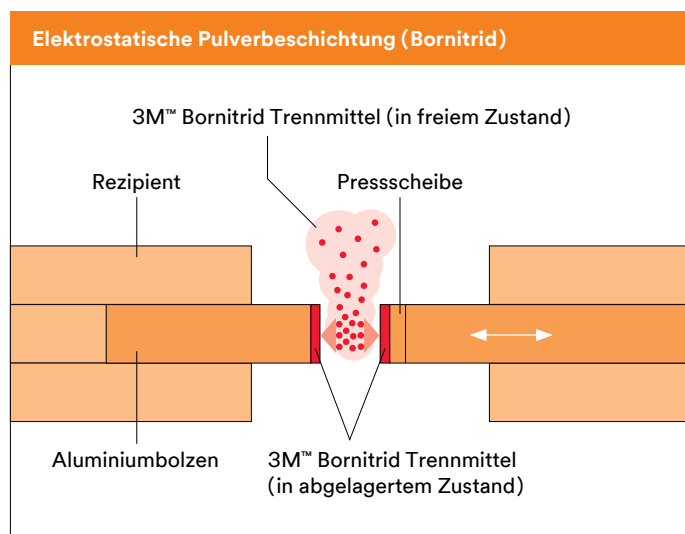 Elektrostatische Pulverbeschichtung (Bornitrid)
3M™ Bornitrid Trennmittel (in freiem Zustand)
Rezipient
Pressscheibe
Aluminiumbolzen
3M™ Bornitrid Trennmittel
(in abgelagertem Zustand)